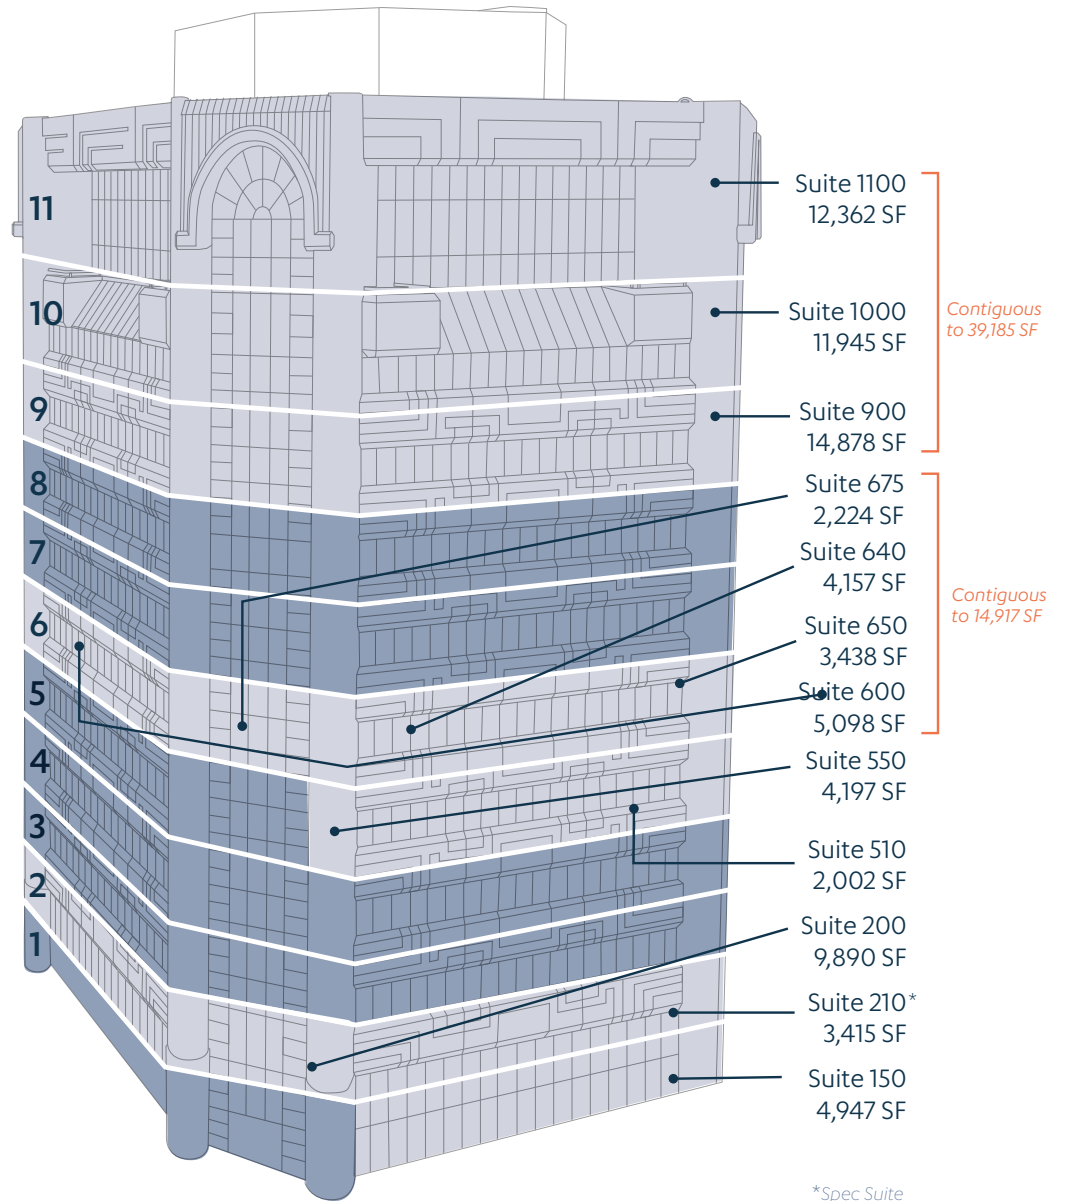 11
10
9
8
7
6
5
4
3
2
1
Suite 1100
12,362 SF
Suite 1000
11,945 SF
Contiguous
to 39,185 SF
Suite 900
14,878 SF
Suite 675
2,224 SF
Suite 640
4,157 SF
Contiguous
to 14,917 SF
Suite 650
3,438 SF
Suite 600
5,098 SF
Suite 550
4,197 SF
Suite 510
2,002 SF
Suite 200
9,890 SF
Suite 210*
3,415 SF
Suite 150
4,947 SF
*Spec Suite